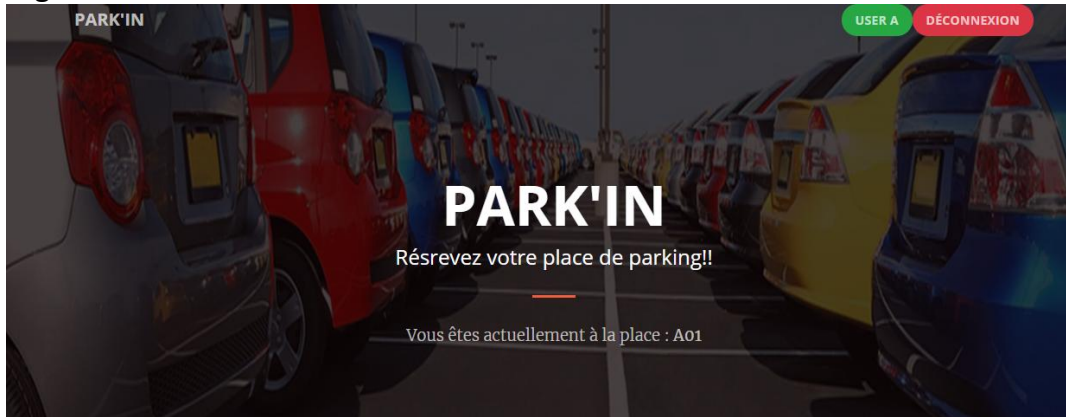 PARK'IN
USER A
DÉCONNEXION
PARK'IN
Résrevez votre place de parking!!
Vous êtes actuellement à la place : A01